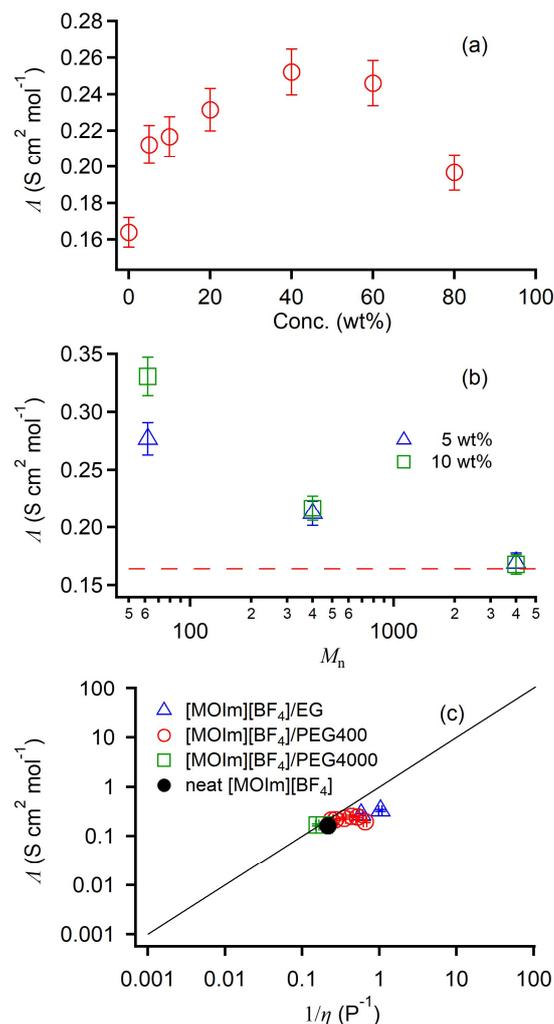 (a)
0.28
0.26
0.24
0.22
0.20
0.18
0.16
Λ (S cm² mol⁻¹)
0 20 40 60 80 100
Conc. (wt%)
(b)
0.35
0.30
0.25
0.20
0.15
Λ (S cm² mol⁻¹)
5 wt%
10 wt%
5 6 2 3 4 5 6 2 3 4 5
100 1000
Mₙ
(c)
100
10
1
0.1
0.01
0.001
Λ (S cm² mol⁻¹)
[MOIm][BF₄]/EG
[MOIm][BF₄]/PEG400
[MOIm][BF₄]/PEG4000
neat [MOIm][BF₄]
0.001 0.01 0.1 1 10 100
1/η (P⁻¹)